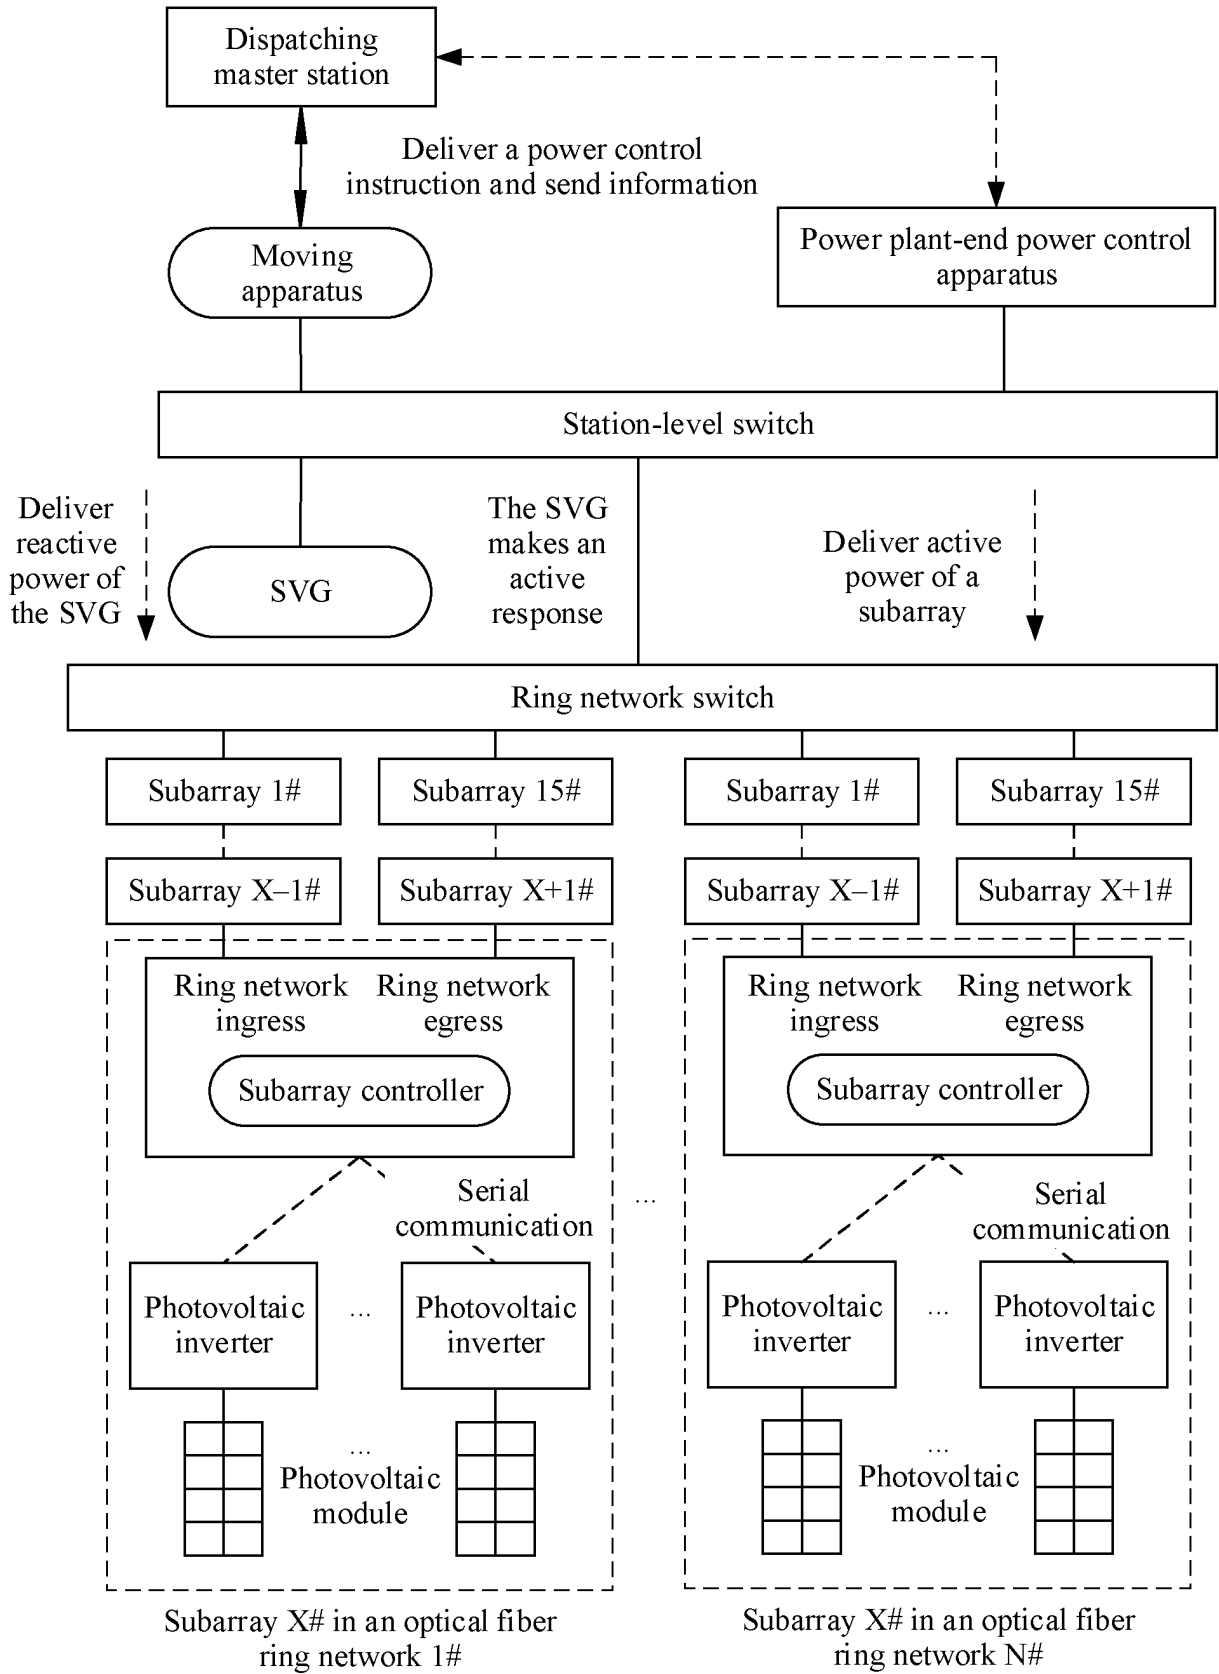 Dispatching
master station
Deliver a power control
instruction and send information
Moving
apparatus
Power plant-end power control
apparatus
Station-level switch
Deliver
reactive
power of
the SVG
SVG
The SVG
makes an
active
response
Deliver active
power of a
subarray
Ring network switch
Subarray 1#
Subarray 15#
Subarray 1#
Subarray 15#
Subarray X–1#
Subarray X+1#
Subarray X–1#
Subarray X+1#
Ring network
ingress
Ring network
egress
Subarray controller
Ring network
ingress
Ring network
egress
Subarray controller
Serial
communication
...
Serial
communication
Photovoltaic
inverter
...
Photovoltaic
inverter
Photovoltaic
inverter
...
Photovoltaic
inverter
...
Photovoltaic
module
...
Photovoltaic
module
Subarray X# in an optical fiber
ring network 1#
Subarray X# in an optical fiber
ring network N#